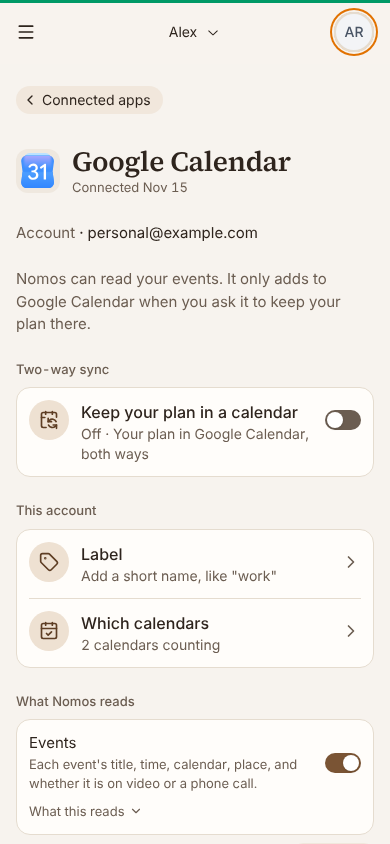 Alex
AR
Connected apps
31
Google Calendar
Connected Nov 15
Account · personal@example.com
Nomos can read your events. It only adds to
Google Calendar when you ask it to keep your
plan there.
Two-way sync
Keep your plan in a calendar
Off · Your plan in Google Calendar,
both ways
This account
Label
Add a short name, like "work"
Which calendars
2 calendars counting
What Nomos reads
Events
Each event's title, time, calendar, place, and
whether it is on video or a phone call.
What this reads